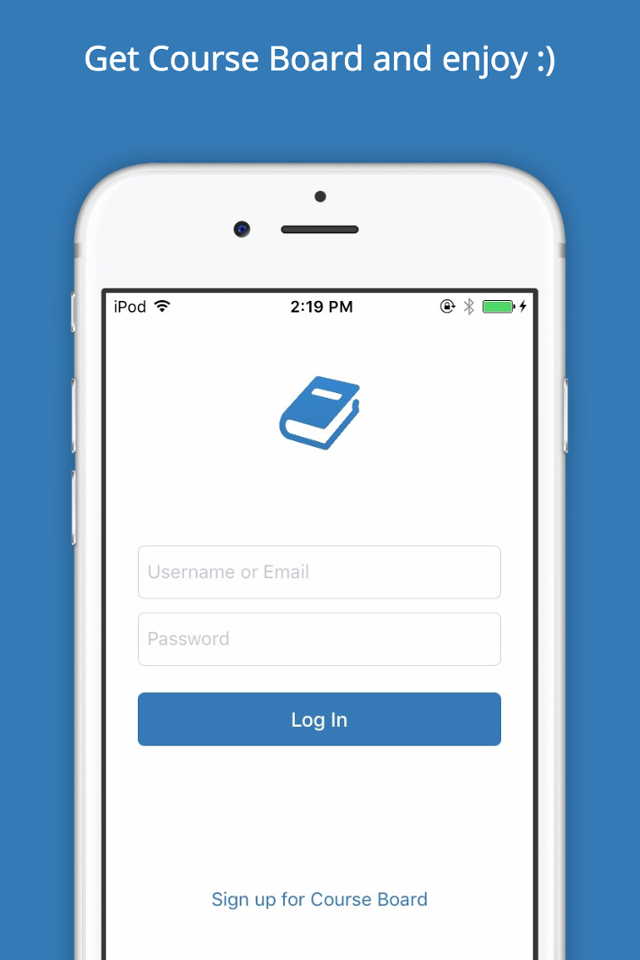 Get Course Board and enjoy :)
iPod 2:19 PM
Username or Email
Password
Log In
Sign up for Course Board